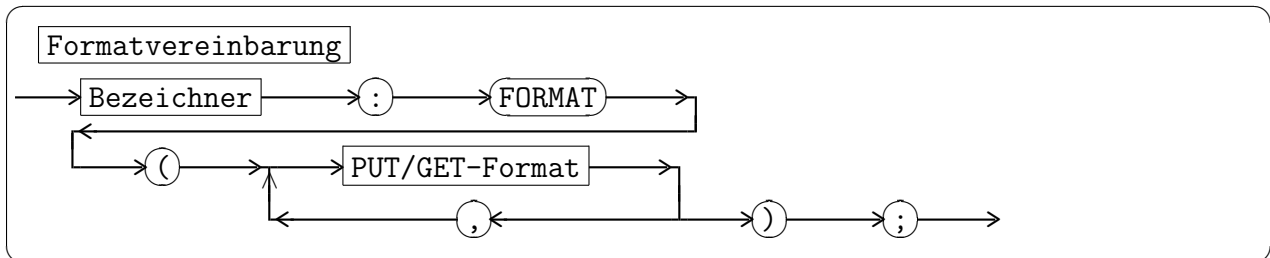 Formatvereinbarung
Bezeichner : FORMAT
( PUT/GET-Format
, ) ;